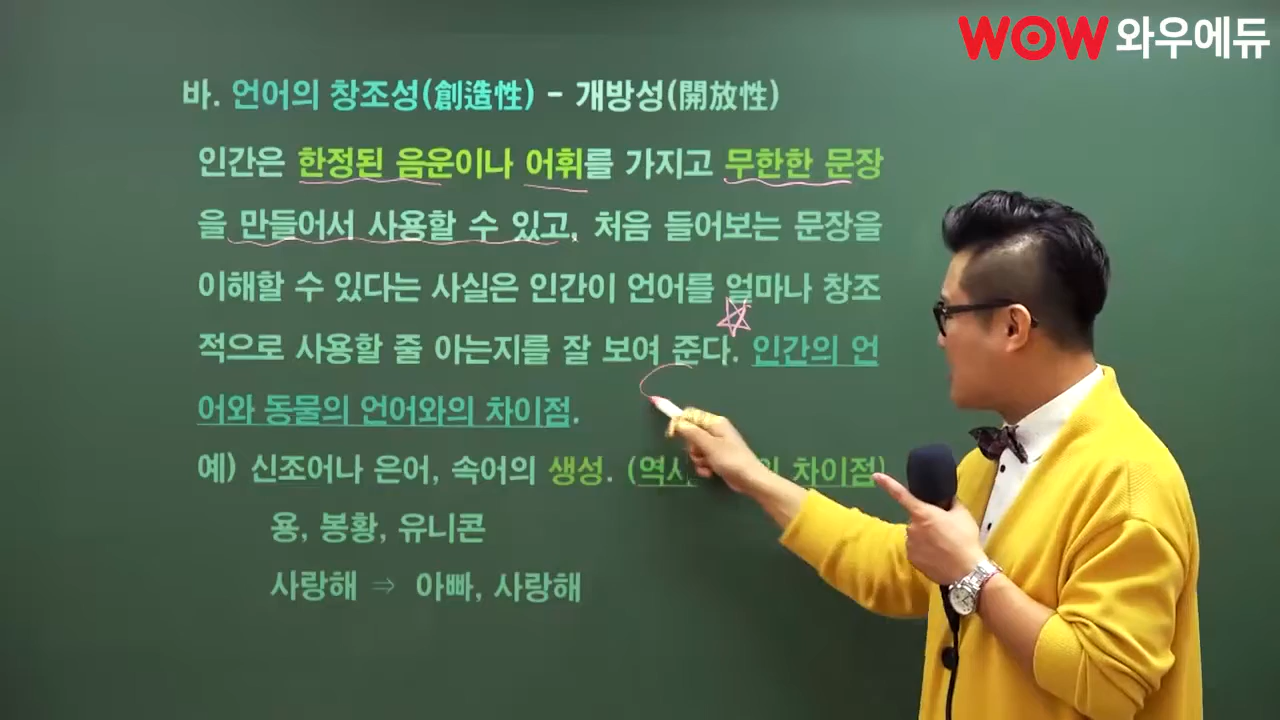 WOW 와우에듀
바. 언어의 창조성(創造性) - 개방성(開放性)
인간은 한정된 음운이나 어휘를 가지고 무한한 문장
을 만들어서 사용할 수 있고, 처음 들어보는 문장을
이해할 수 있다는 사실은 인간이 언어를 얼마나 창조
적으로 사용할 줄 아는지를 잘 보여 준다. 인간의 언
어와 동물의 언어와의 차이점.
예) 신조어나 은어, 속어의 생성. (역사 차이점)
용, 봉황, 유니콘
사랑해 ⇒ 아빠, 사랑해